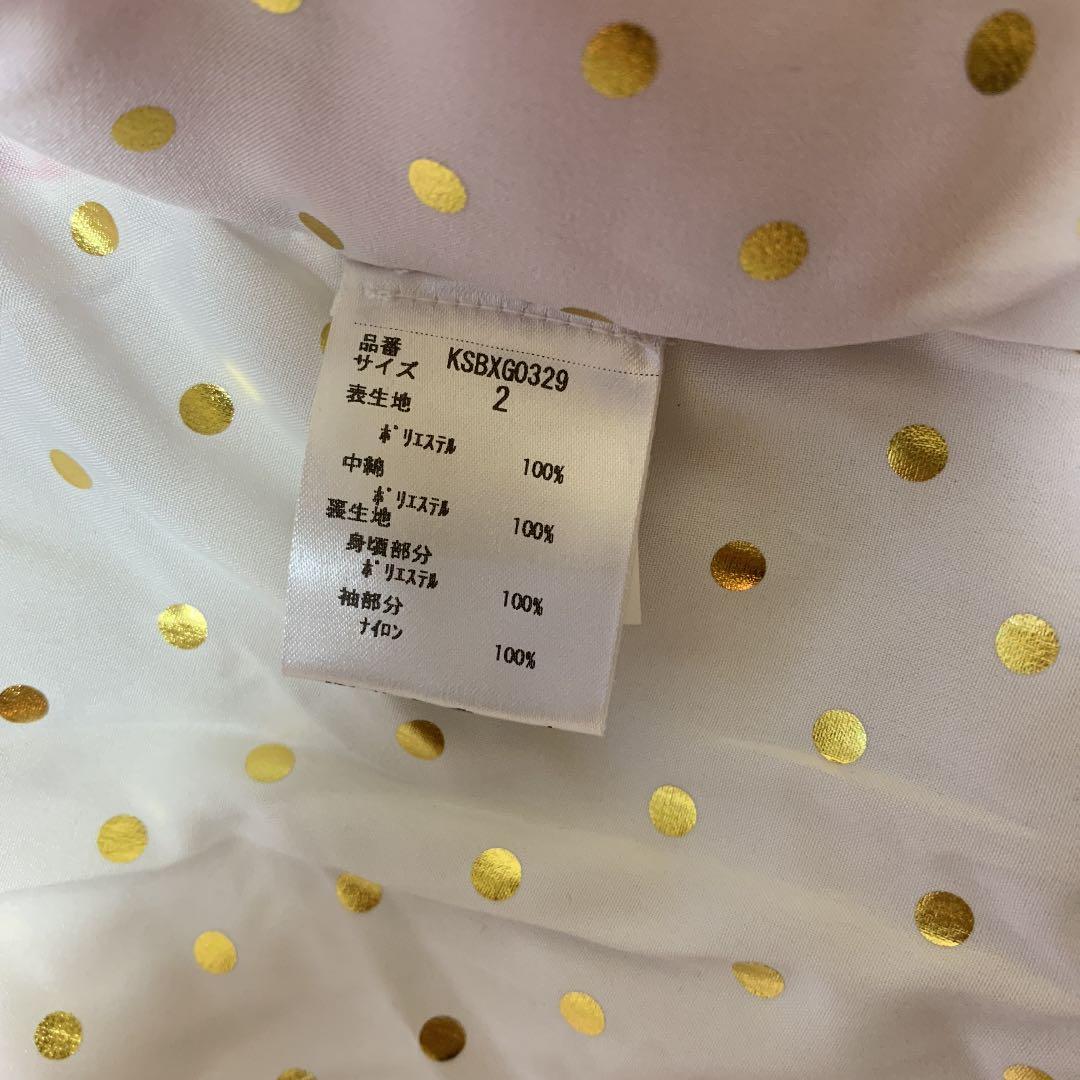 品番 KSBXG0329
サイズ 2
表生地
ﾎﾟﾘｴｽﾃﾙ 100%
中綿
ﾎﾟﾘｴｽﾃﾙ 100%
裏生地
身頃部分
ﾎﾟﾘｴｽﾃﾙ 100%
袖部分
ﾅｲﾛﾝ 100%